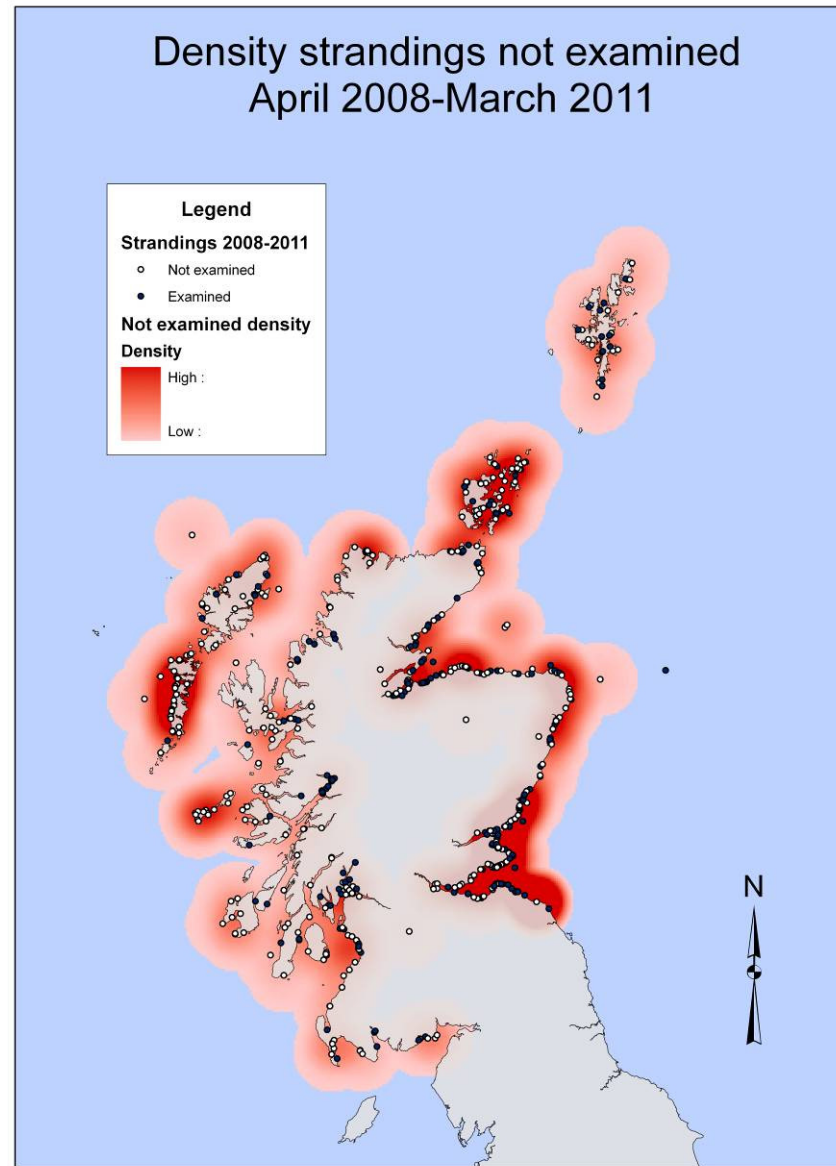 Density strandings not examined
April 2008-March 2011
Legend
Strandings 2008-2011
Not examined
Examined
Not examined density
Density
High :
Low :
N